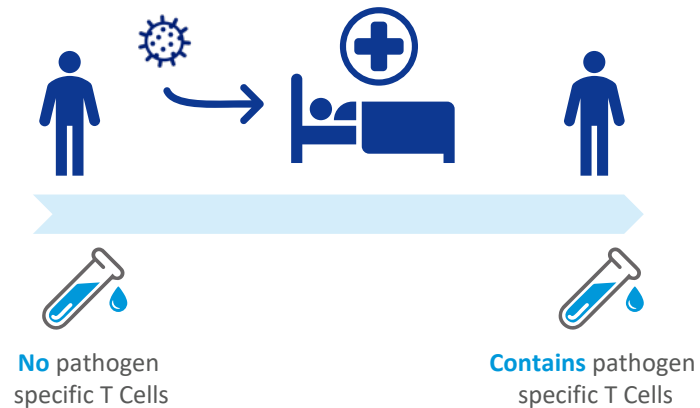 No pathogen
specific T Cells
Contains pathogen
specific T Cells